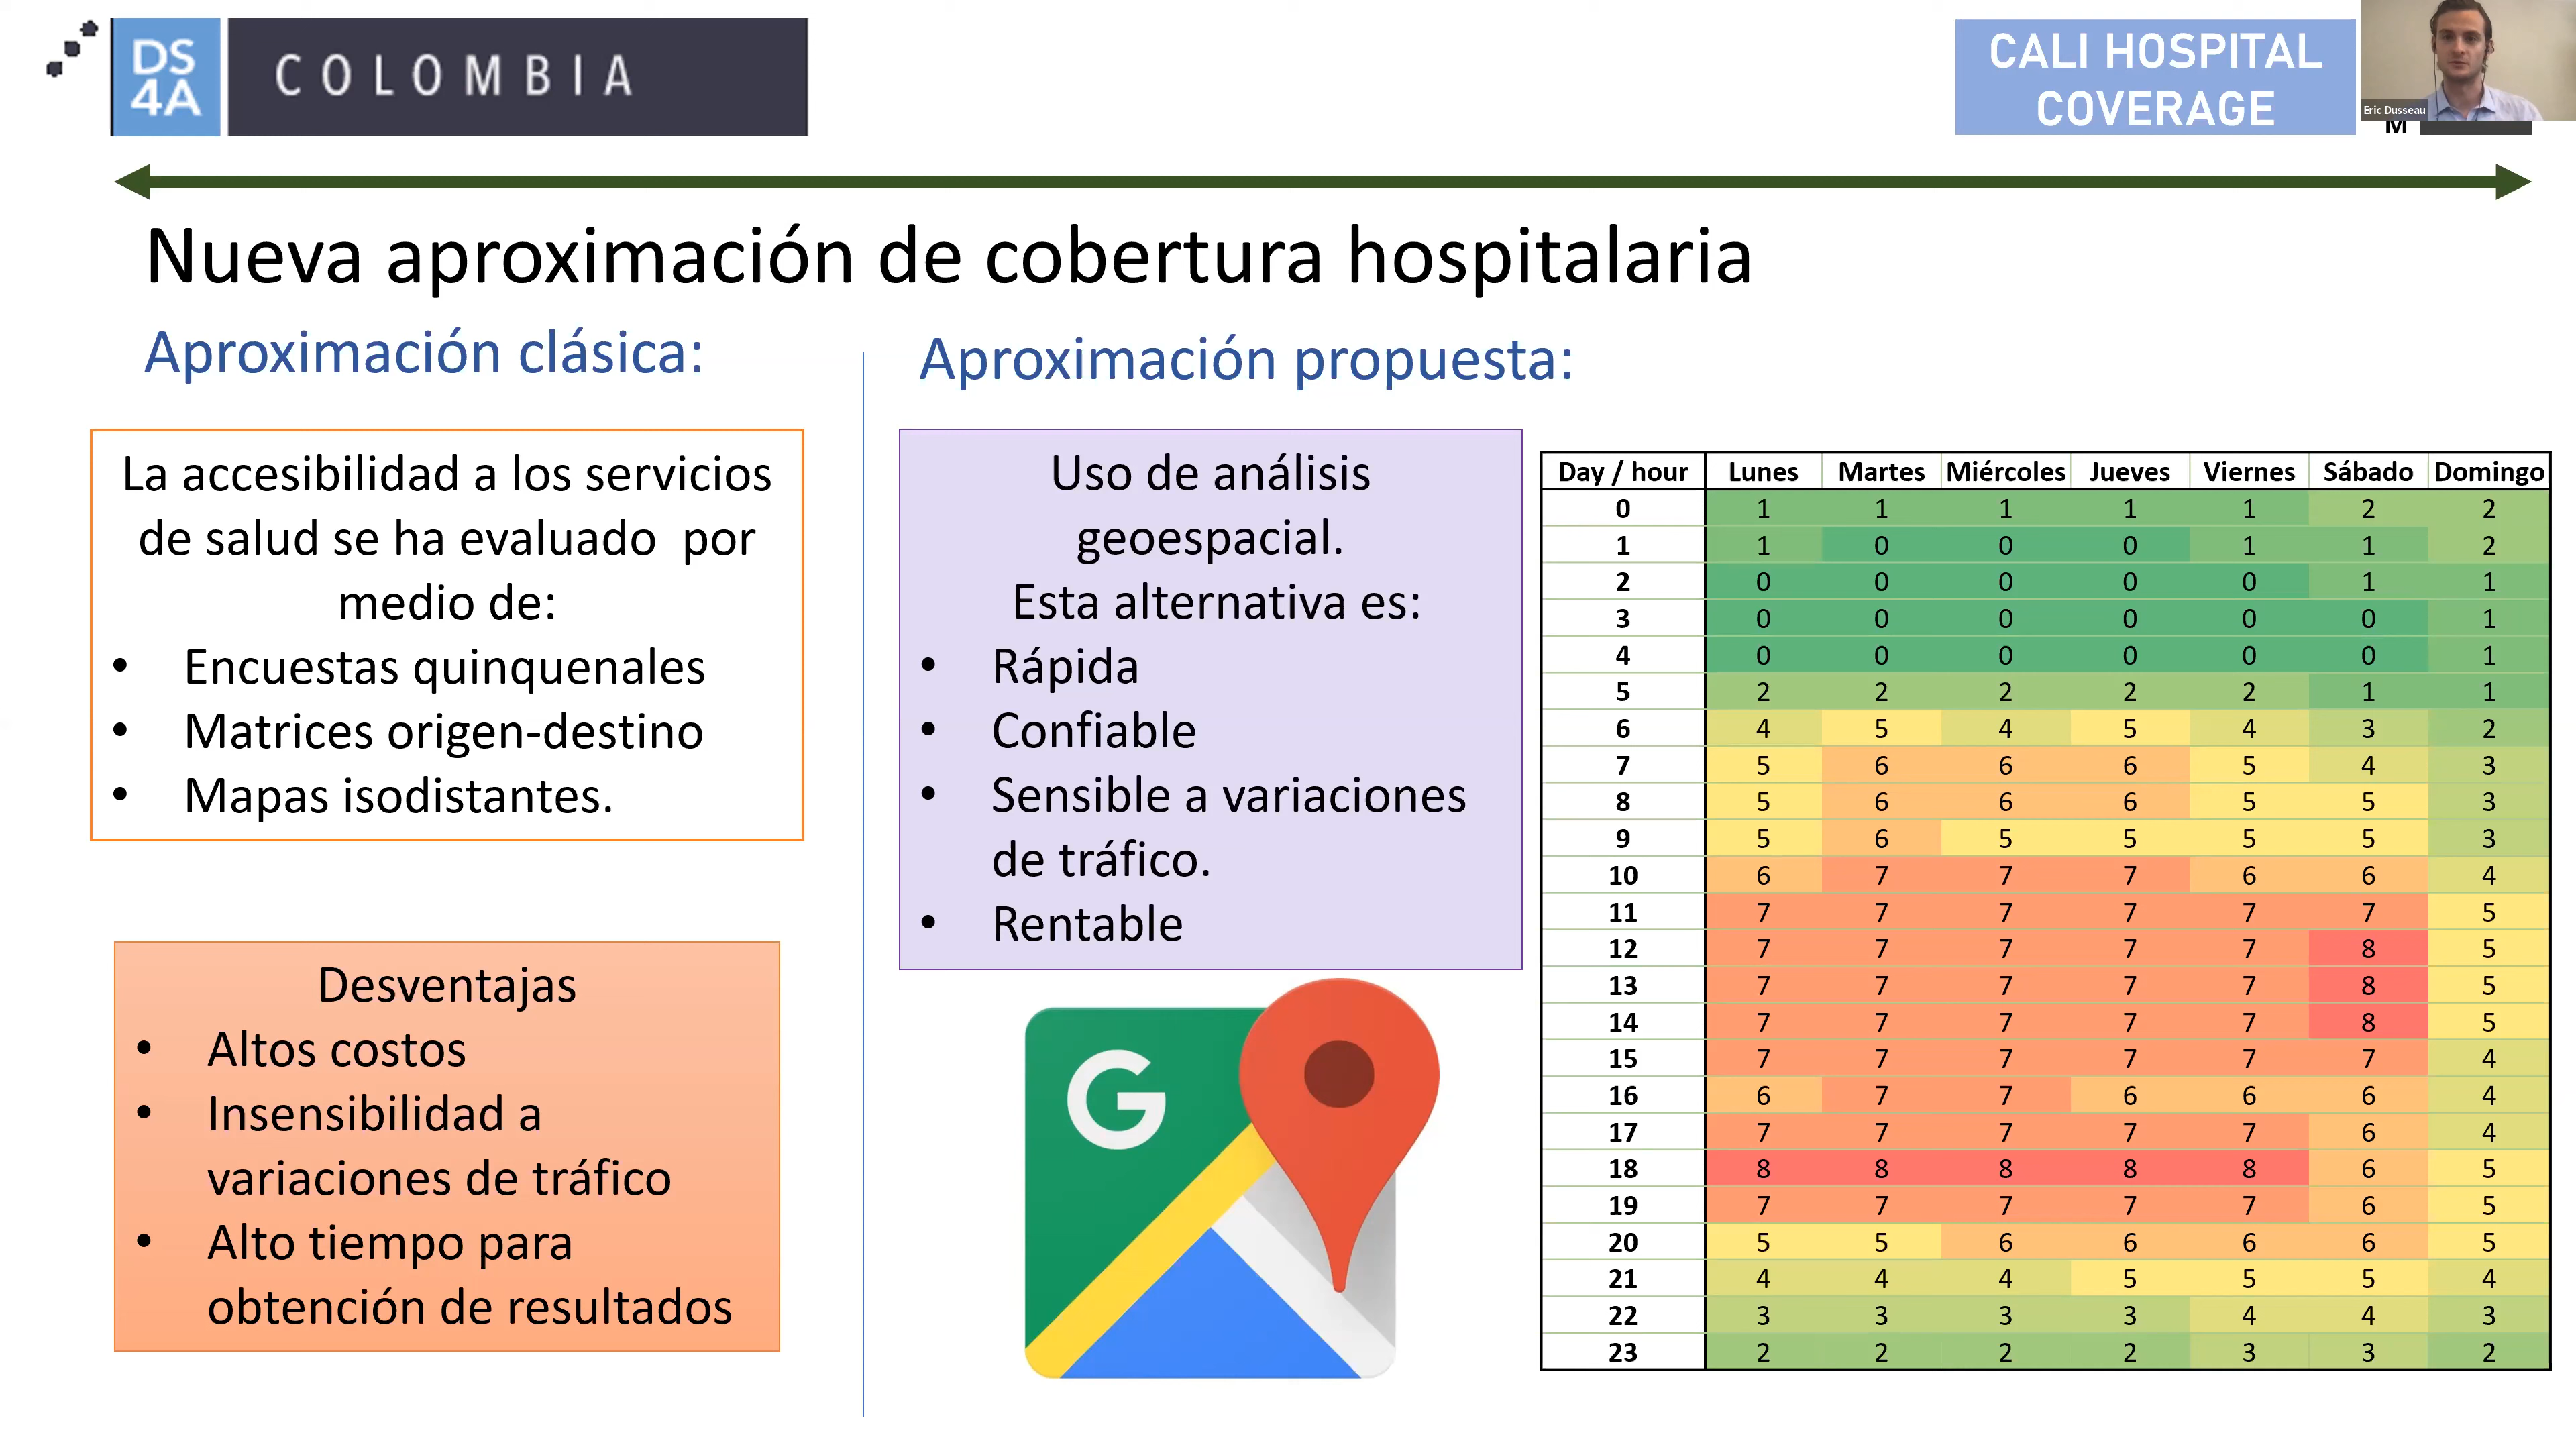 DS
4A
COLOMBIA
CALI HOSPITAL
COVERAGE
Eric Dusseau
M
Nueva aproximación de cobertura hospitalaria
Aproximación clásica:
La accesibilidad a los servicios
de salud se ha evaluado por
medio de:
• Encuestas quinquenales
• Matrices origen-destino
• Mapas isodistantes.
Desventajas
• Altos costos
• Insensibilidad a
variaciones de tráfico
• Alto tiempo para
obtención de resultados
Aproximación propuesta:
Uso de análisis
geoespacial.
Esta alternativa es:
• Rápida
• Confiable
• Sensible a variaciones
de tráfico.
• Rentable
G
Day / hour Lunes Martes Miércoles Jueves Viernes Sábado Domingo
0 1 1 1 1 1 2 2
1 1 0 0 0 1 1 2
2 0 0 0 0 0 1 1
3 0 0 0 0 0 0 1
4 0 0 0 0 0 0 1
5 2 2 2 2 2 1 1
6 4 5 4 5 4 3 2
7 5 6 6 6 5 4 3
8 5 6 6 6 5 5 3
9 5 6 5 5 5 5 3
10 6 7 7 7 6 6 4
11 7 7 7 7 7 7 5
12 7 7 7 7 7 8 5
13 7 7 7 7 7 8 5
14 7 7 7 7 7 8 5
15 7 7 7 7 7 7 4
16 6 7 7 6 6 6 4
17 7 7 7 7 7 6 4
18 8 8 8 8 8 6 5
19 7 7 7 7 7 6 5
20 5 5 6 6 6 6 5
21 4 4 4 5 5 5 4
22 3 3 3 3 4 4 3
23 2 2 2 2 3 3 2